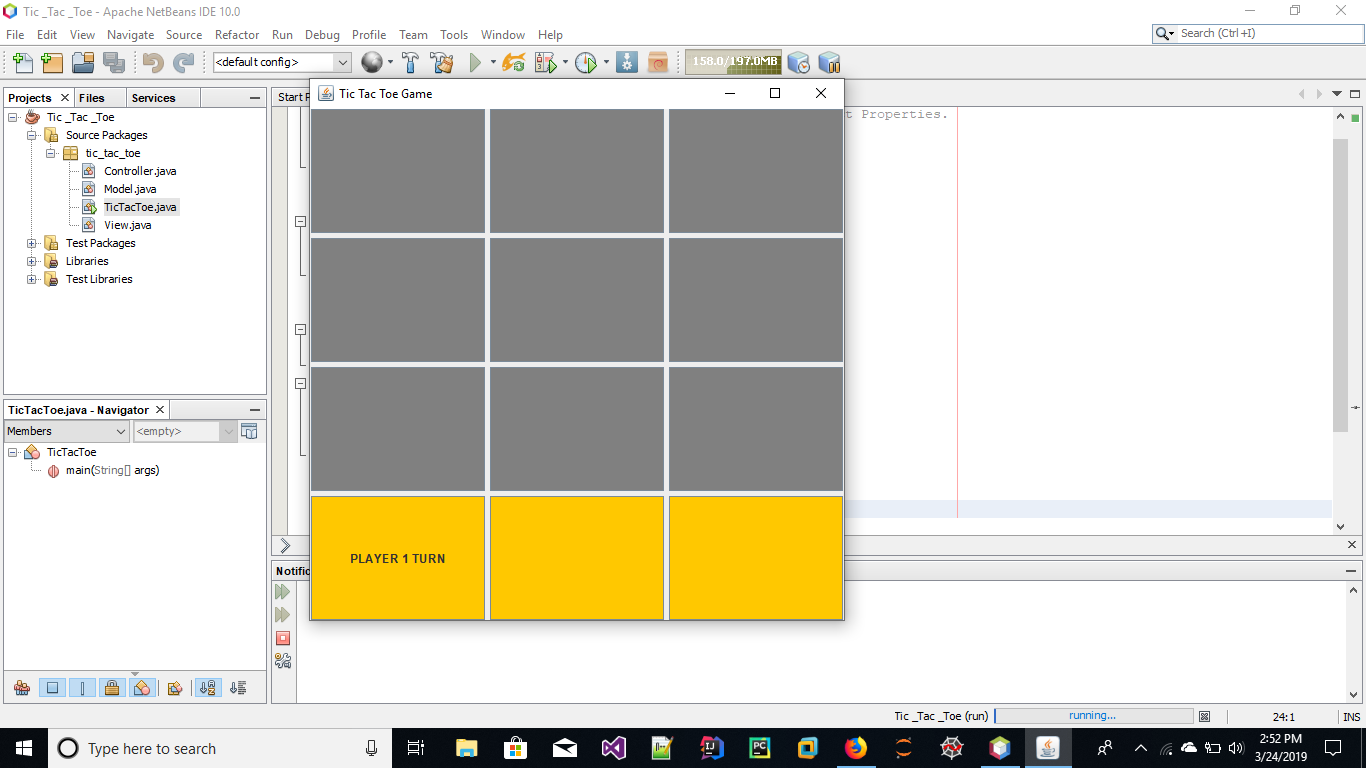 Tic _Tac _Toe - Apache NetBeans IDE 10.0
File Edit View Navigate Source Refactor Run Debug Profile Team Tools Window Help
Search (Ctrl +I)
<default config>
158.0/197.0MB
Projects Files Services
Start
Tic Tac Toe Game
t Properties.
Tic _Tac _Toe
Source Packages
tic_tac_toe
Controller.java
Model.java
TicTacToe.java
View.java
Test Packages
Libraries
Test Libraries
TicTacToe.java - Navigator
Members <empty>
TicTacToe
main(String[] args)
PLAYER 1 TURN
Notific
Tic _Tac _Toe (run) running... 24:1 INS
Type here to search
2:52 PM
3/24/2019